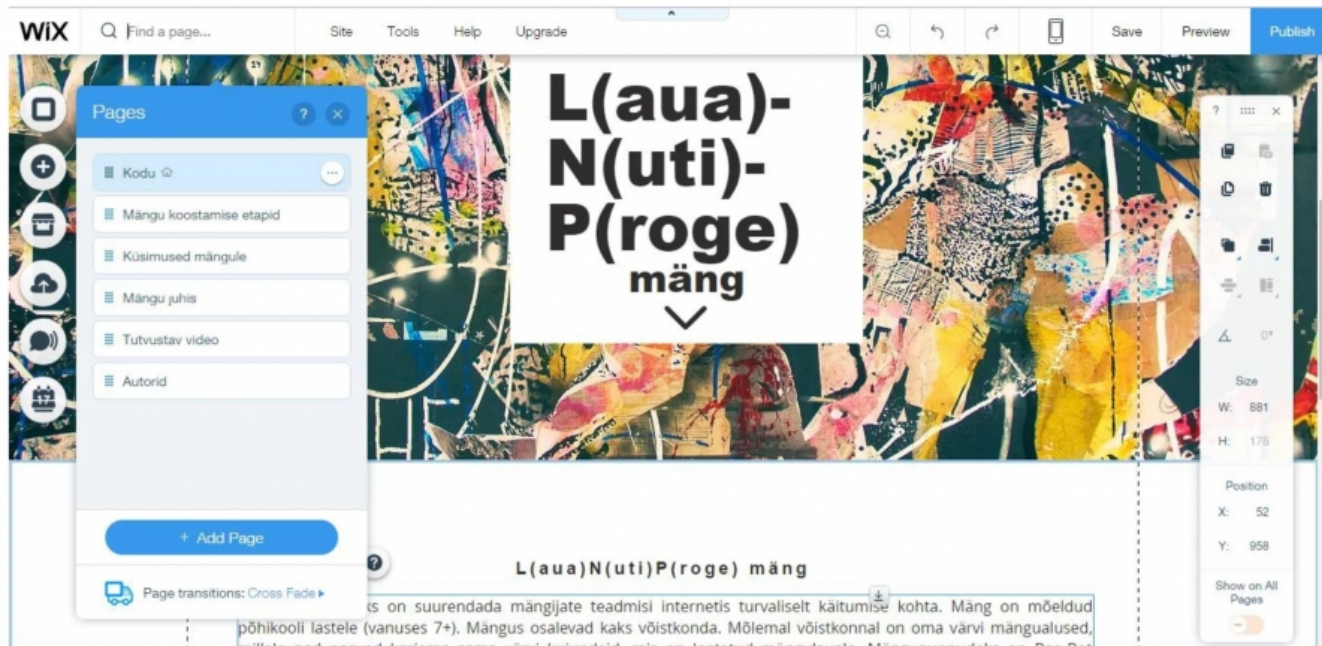 WiX
Find a page...
Site Tools Help Upgrade
Save Preview Publish
L(aua)-
N(uti)-
P(roge)
mäng
Pages ? ×
Kodu
Mängu koostamise etapid
Küsimused mängule
Mängu juhis
Tutvustav video
Autorid
+ Add Page
Page transitions: Cross Fade
?
17
? ×
0°
Size
W: 881
H: 176
Position
X: 52
Y: 958
Show on All
Pages
L(aua)N(uti)P(roge) mäng
on suurendada mängijate teadmisi internetis turvaliselt käitumise kohta. Mäng on mõeldud
põhikooli lastele (vanuses 7+). Mängus osalevad kaks võistkonda. Mõlemal võistkonnal on oma värvi mängualused,